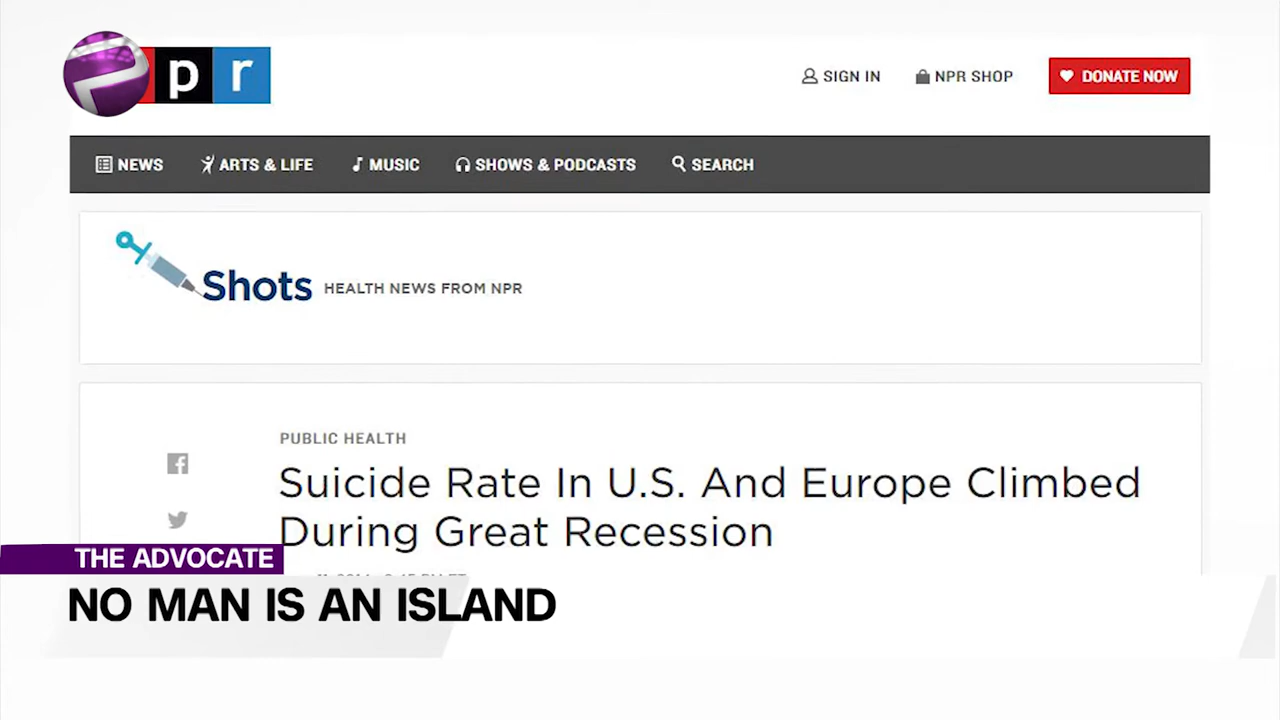 pr
SIGN IN
NPR SHOP
DONATE NOW
NEWS
ARTS & LIFE
MUSIC
SHOWS & PODCASTS
SEARCH
Shots
HEALTH NEWS FROM NPR
PUBLIC HEALTH
Suicide Rate In U.S. And Europe Climbed
During Great Recession
THE ADVOCATE
NO MAN IS AN ISLAND